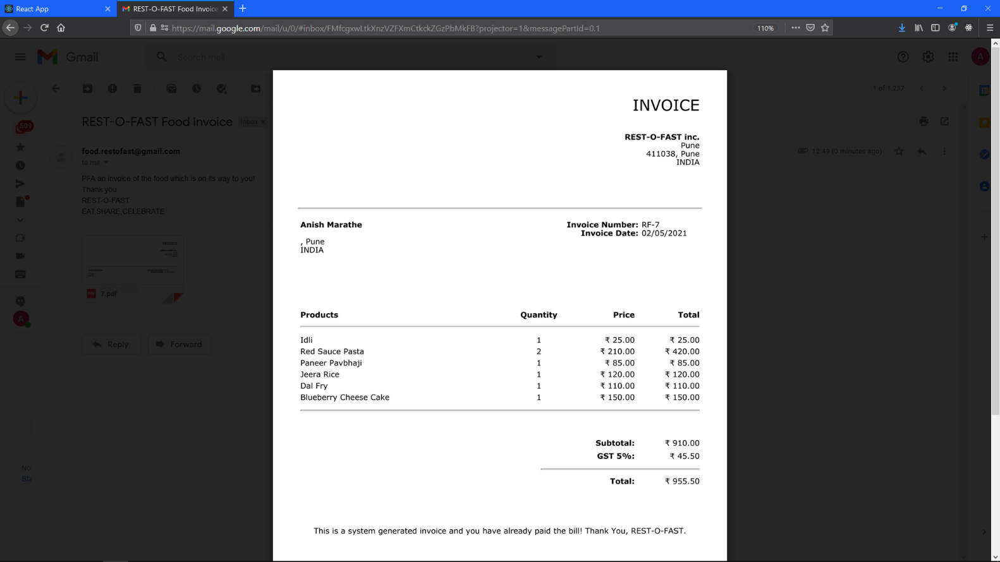 React App
REST-O-FAST Food Invoice
https://mail.google.com/mail/u/0/#inbox/FMfcgxwLtkXnzVZFXmCtkckZGzPbMkFB?projector=1&messagePartId=0.1
110%
Gmail
Search mail
A
1 of 1,237
REST-O-FAST Food Invoice
Inbox
509
food.restofast@gmail.com
12:49 (0 minutes ago)
to me
PFA an invoice of the food which is on its way to you!
Thank you
REST-O-FAST
EAT,SHARE,CELEBRATE
PDF
7.pdf
A
Reply
Forward
No
Sta
INVOICE
REST-O-FAST inc.
Pune
411038, Pune
INDIA
Anish Marathe
Invoice Number: RF-7
Invoice Date: 02/05/2021
, Pune
INDIA
Products Quantity Price Total
Idli 1 ₹ 25.00 ₹ 25.00
Red Sauce Pasta 2 ₹ 210.00 ₹ 420.00
Paneer Pavbhaji 1 ₹ 85.00 ₹ 85.00
Jeera Rice 1 ₹ 120.00 ₹ 120.00
Dal Fry 1 ₹ 110.00 ₹ 110.00
Blueberry Cheese Cake 1 ₹ 150.00 ₹ 150.00
Subtotal: ₹ 910.00
GST 5%: ₹ 45.50
Total: ₹ 955.50
This is a system generated invoice and you have already paid the bill! Thank You, REST-O-FAST.